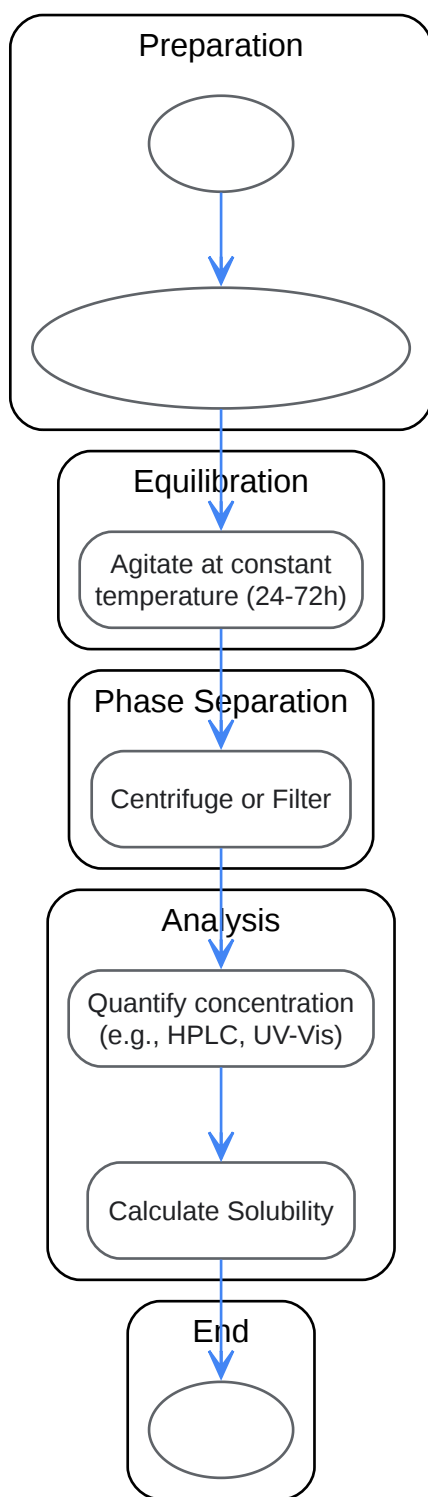 Preparation
Equilibration
Agitate at constant
temperature (24-72h)
Phase Separation
Centrifuge or Filter
Analysis
Quantify concentration
(e.g., HPLC, UV-Vis)
Calculate Solubility
End